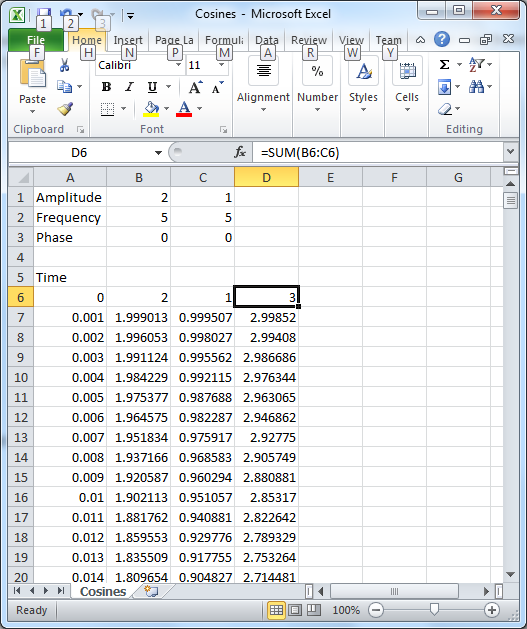 Cosines - Microsoft Excel
1 2 3
File Home Insert Page La Formula Data Review View Team
F H N P M A R W Y
Paste Calibri 11 Alignment Number Styles Cells
B I U A A % Σ
Clipboard Font Editing
D6 fx =SUM(B6:C6)
A B C D E F G
1 Amplitude 2 1
2 Frequency 5 5
3 Phase 0 0
4
5 Time
6 0 2 1 3
7 0.001 1.999013 0.999507 2.99852
8 0.002 1.996053 0.998027 2.99408
9 0.003 1.991124 0.995562 2.986686
10 0.004 1.984229 0.992115 2.976344
11 0.005 1.975377 0.987688 2.963065
12 0.006 1.964575 0.982287 2.946862
13 0.007 1.951834 0.975917 2.92775
14 0.008 1.937166 0.968583 2.905749
15 0.009 1.920587 0.960294 2.880881
16 0.01 1.902113 0.951057 2.85317
17 0.011 1.881762 0.940881 2.822642
18 0.012 1.859553 0.929776 2.789329
19 0.013 1.835509 0.917755 2.753264
20 0.014 1.809654 0.904827 2.714481
Cosines
Ready 100%